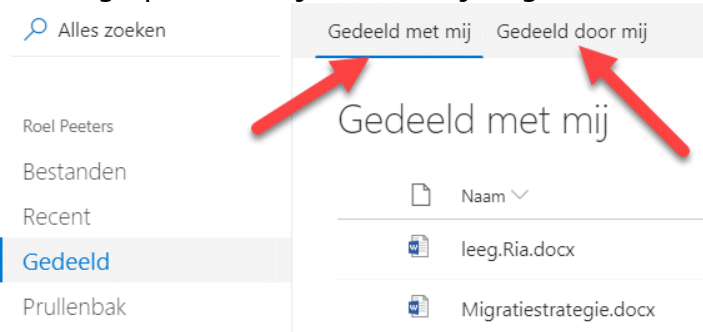 Alles zoeken
Gedeeld met mij Gedeeld door mij
Roel Peeters
Gedeeld met mij
Bestanden
Naam
Recent
Gedeeld
leeg.Ria.docx
Prullenbak
Migratiestrategie.docx